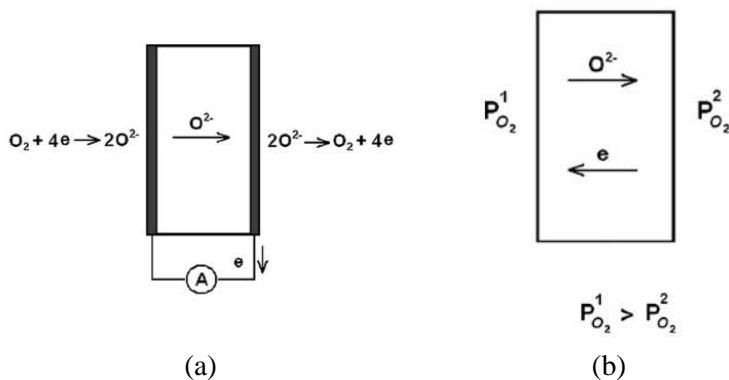 O₂ + 4e → 2O²⁻
O²⁻
2O²⁻ → O₂ + 4e
e
A
(a)
O²⁻
P¹O₂
P²O₂
e
P¹O₂ > P²O₂
(b)